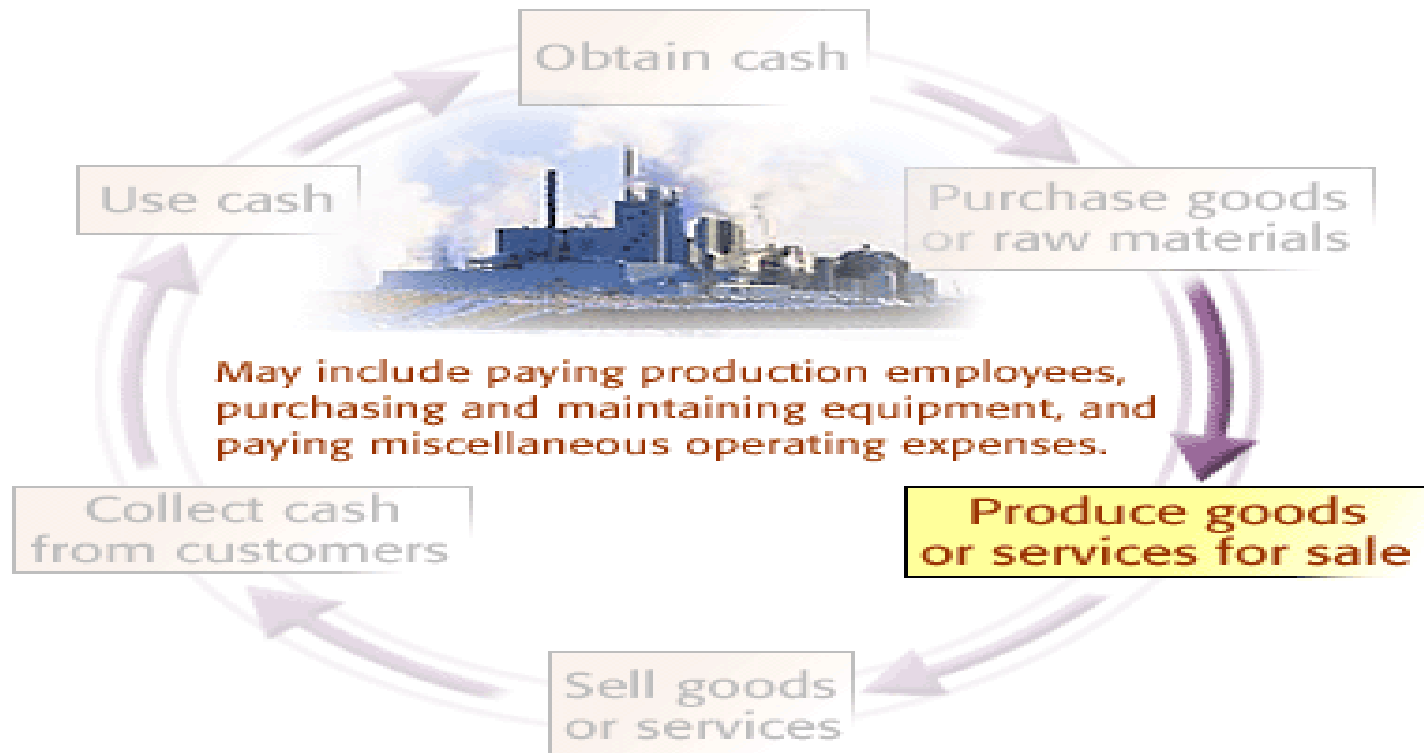 Obtain cash
Use cash
Purchase goods
or raw materials
May include paying production employees,
purchasing and maintaining equipment, and
paying miscellaneous operating expenses.
Collect cash
from customers
Produce goods
or services for sale
Sell goods
or services